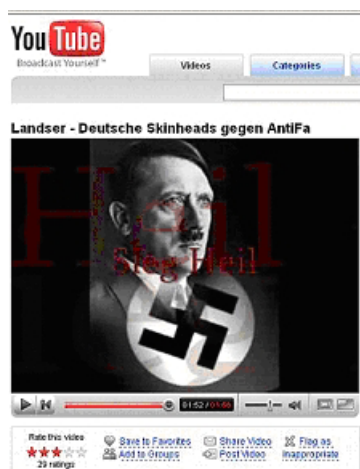 YouTube
Broadcast Yourself™
Videos
Categories
Landser - Deutsche Skinheads gegen AntiFa
Heil
Sieg Heil
01:52 / 01:56
Rate this video
29 ratings
Save to Favorites
Add to Groups
Share Video
Post Video
Flag as
Inappropriate